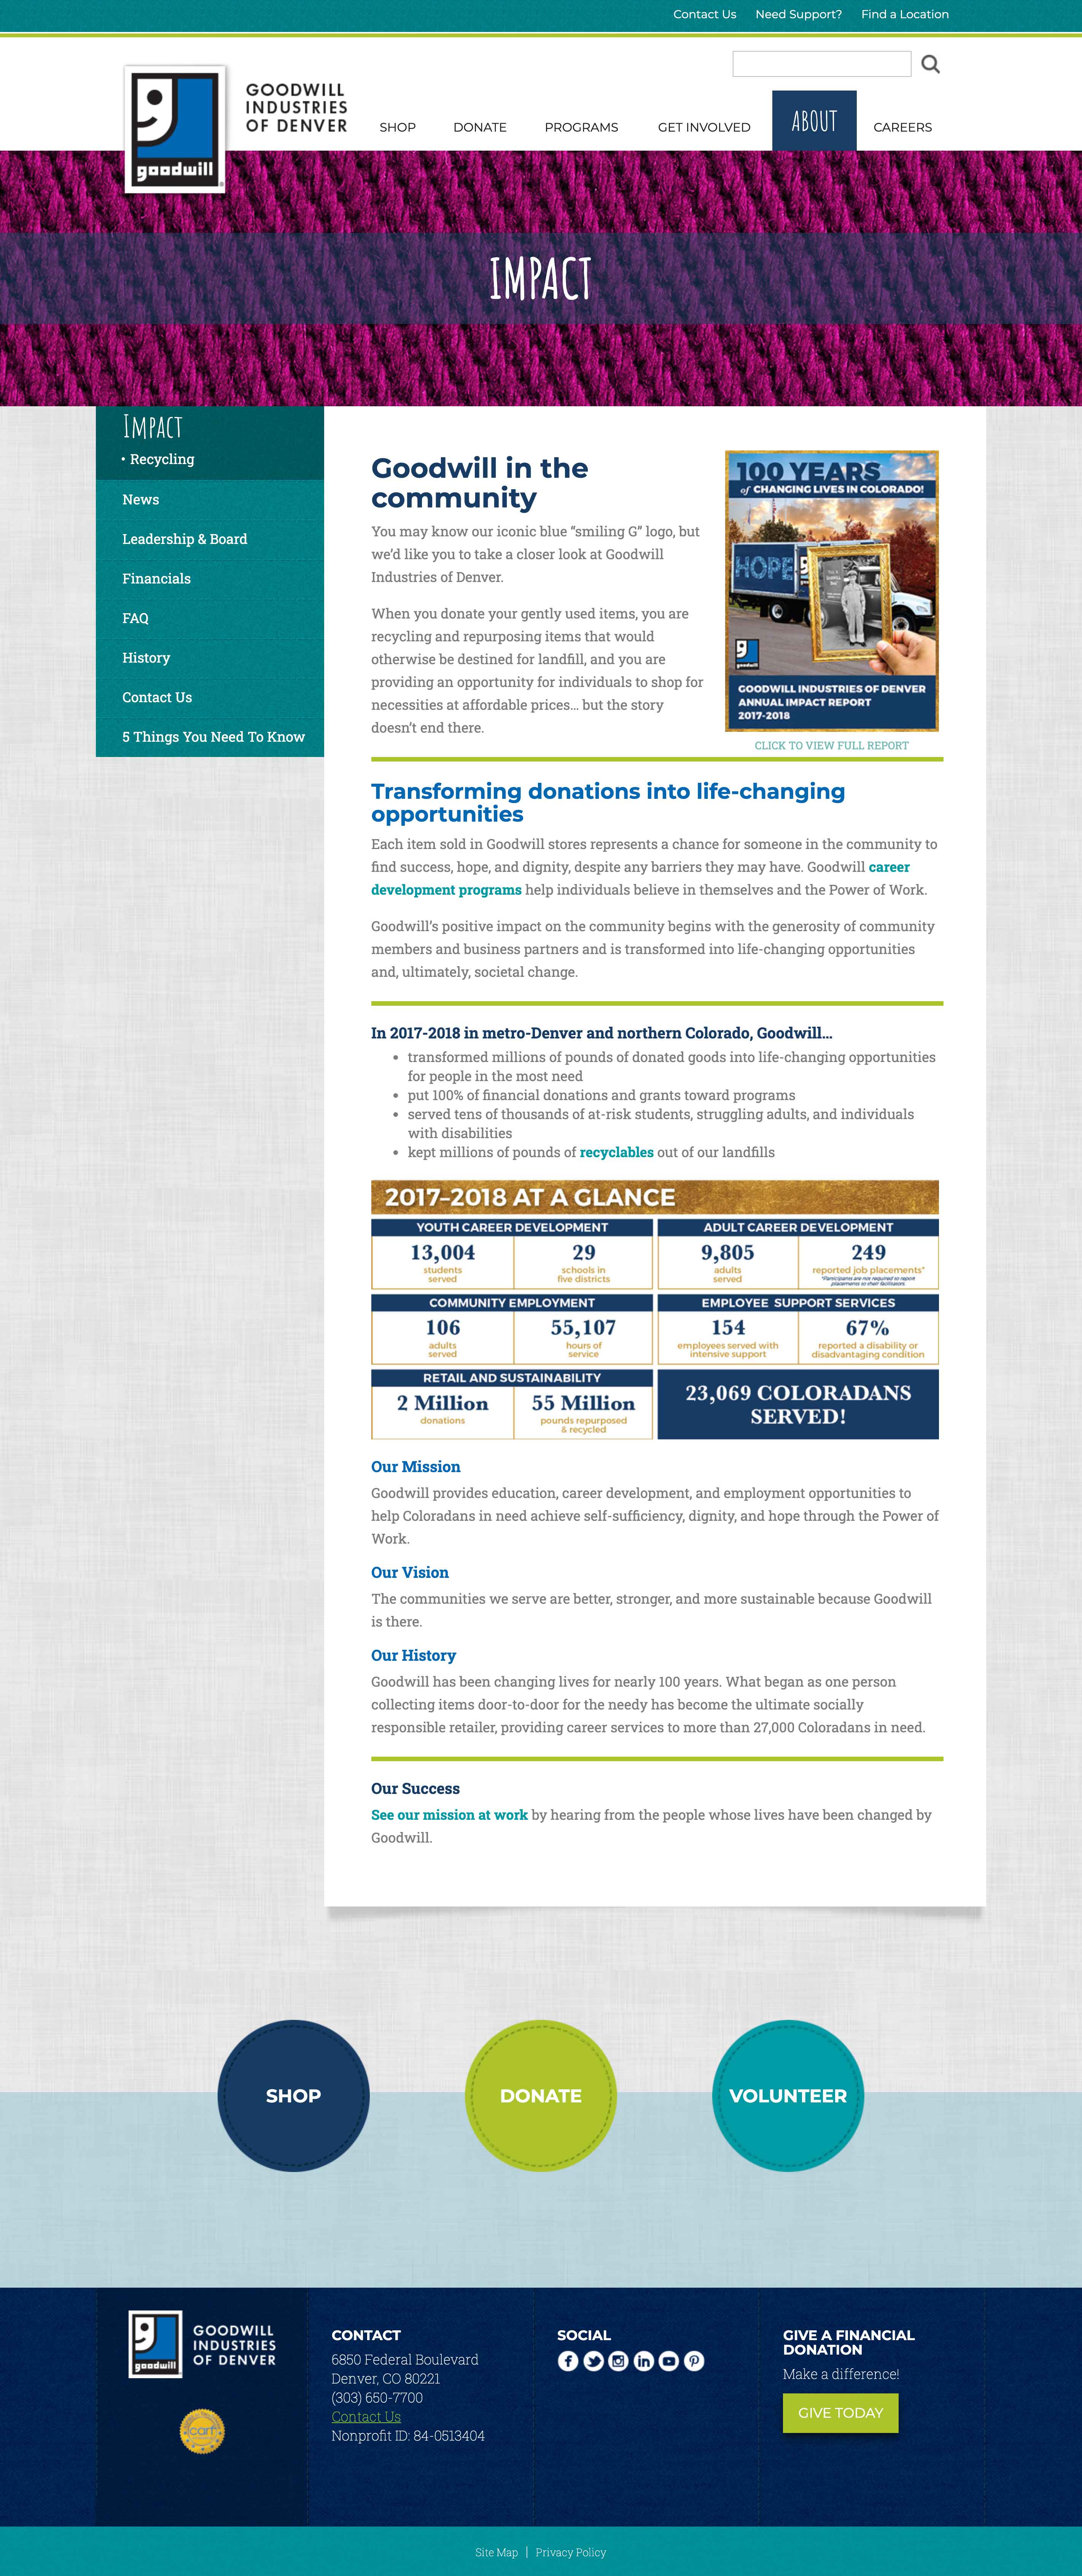 Contact Us Need Support? Find a Location
GOODWILL
INDUSTRIES
OF DENVER
goodwill
SHOP DONATE PROGRAMS GET INVOLVED ABOUT CAREERS
IMPACT
IMPACT
• Recycling
News
Leadership & Board
Financials
FAQ
History
Contact Us
5 Things You Need To Know
Goodwill in the
community
You may know our iconic blue “smiling G” logo, but
we’d like you to take a closer look at Goodwill
Industries of Denver.
When you donate your gently used items, you are
recycling and repurposing items that would
otherwise be destined for landfill, and you are
providing an opportunity for individuals to shop for
necessities at affordable prices… but the story
doesn’t end there.
100 YEARS
of CHANGING LIVES IN COLORADO!
HOPE
goodwill
GOODWILL INDUSTRIES OF DENVER
ANNUAL IMPACT REPORT
2017-2018
CLICK TO VIEW FULL REPORT
Transforming donations into life-changing
opportunities
Each item sold in Goodwill stores represents a chance for someone in the community to
find success, hope, and dignity, despite any barriers they may have. Goodwill career
development programs help individuals believe in themselves and the Power of Work.
Goodwill’s positive impact on the community begins with the generosity of community
members and business partners and is transformed into life-changing opportunities
and, ultimately, societal change.
In 2017-2018 in metro-Denver and northern Colorado, Goodwill…
• transformed millions of pounds of donated goods into life-changing opportunities
for people in the most need
• put 100% of financial donations and grants toward programs
• served tens of thousands of at-risk students, struggling adults, and individuals
with disabilities
• kept millions of pounds of recyclables out of our landfills
2017–2018 AT A GLANCE
YOUTH CAREER DEVELOPMENT
13,004
students
served
29
schools in
five districts
ADULT CAREER DEVELOPMENT
9,805
adults
served
249
reported job placements*
*Participants are not required to report
placements to their facilitators
COMMUNITY EMPLOYMENT
106
adults
served
55,107
hours of
service
EMPLOYEE SUPPORT SERVICES
154
employees served with
intensive support
67%
reported a disability or
disadvantaging condition
RETAIL AND SUSTAINABILITY
2 Million
donations
55 Million
pounds repurposed
& recycled
23,069 COLORADANS
SERVED!
Our Mission
Goodwill provides education, career development, and employment opportunities to
help Coloradans in need achieve self-sufficiency, dignity, and hope through the Power of
Work.
Our Vision
The communities we serve are better, stronger, and more sustainable because Goodwill
is there.
Our History
Goodwill has been changing lives for nearly 100 years. What began as one person
collecting items door-to-door for the needy has become the ultimate socially
responsible retailer, providing career services to more than 27,000 Coloradans in need.
Our Success
See our mission at work by hearing from the people whose lives have been changed by
Goodwill.
SHOP
DONATE
VOLUNTEER
goodwill
GOODWILL
INDUSTRIES
OF DENVER
carf
CONTACT
6850 Federal Boulevard
Denver, CO 80221
(303) 650-7700
Contact Us
Nonprofit ID: 84-0513404
SOCIAL
GIVE A FINANCIAL
DONATION
Make a difference!
GIVE TODAY
Site Map | Privacy Policy